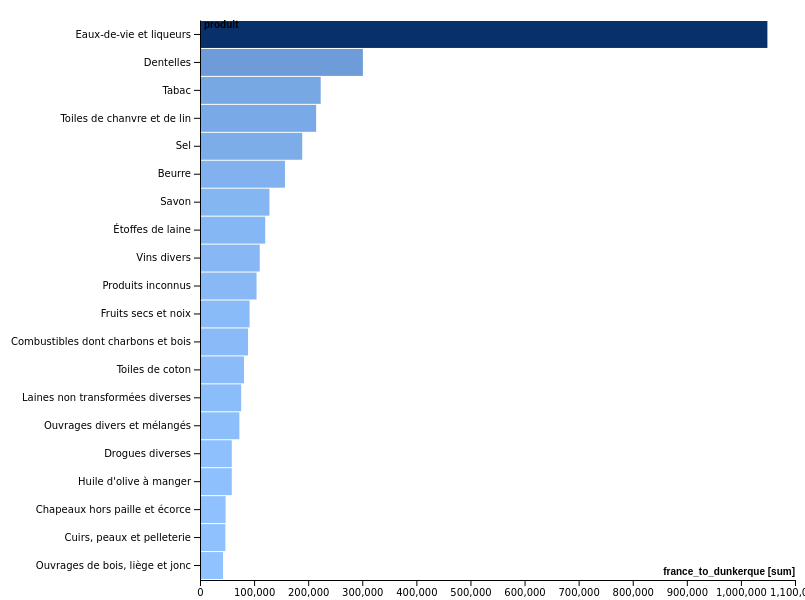 produit
Eaux-de-vie et liqueurs
Dentelles
Tabac
Toiles de chanvre et de lin
Sel
Beurre
Savon
Étoffes de laine
Vins divers
Produits inconnus
Fruits secs et noix
Combustibles dont charbons et bois
Toiles de coton
Laines non transformées diverses
Ouvrages divers et mélangés
Drogues diverses
Huile d'olive à manger
Chapeaux hors paille et écorce
Cuirs, peaux et pelleterie
Ouvrages de bois, liège et jonc
france_to_dunkerque [sum]
0 100,000 200,000 300,000 400,000 500,000 600,000 700,000 800,000 900,000 1,000,000 1,100,0